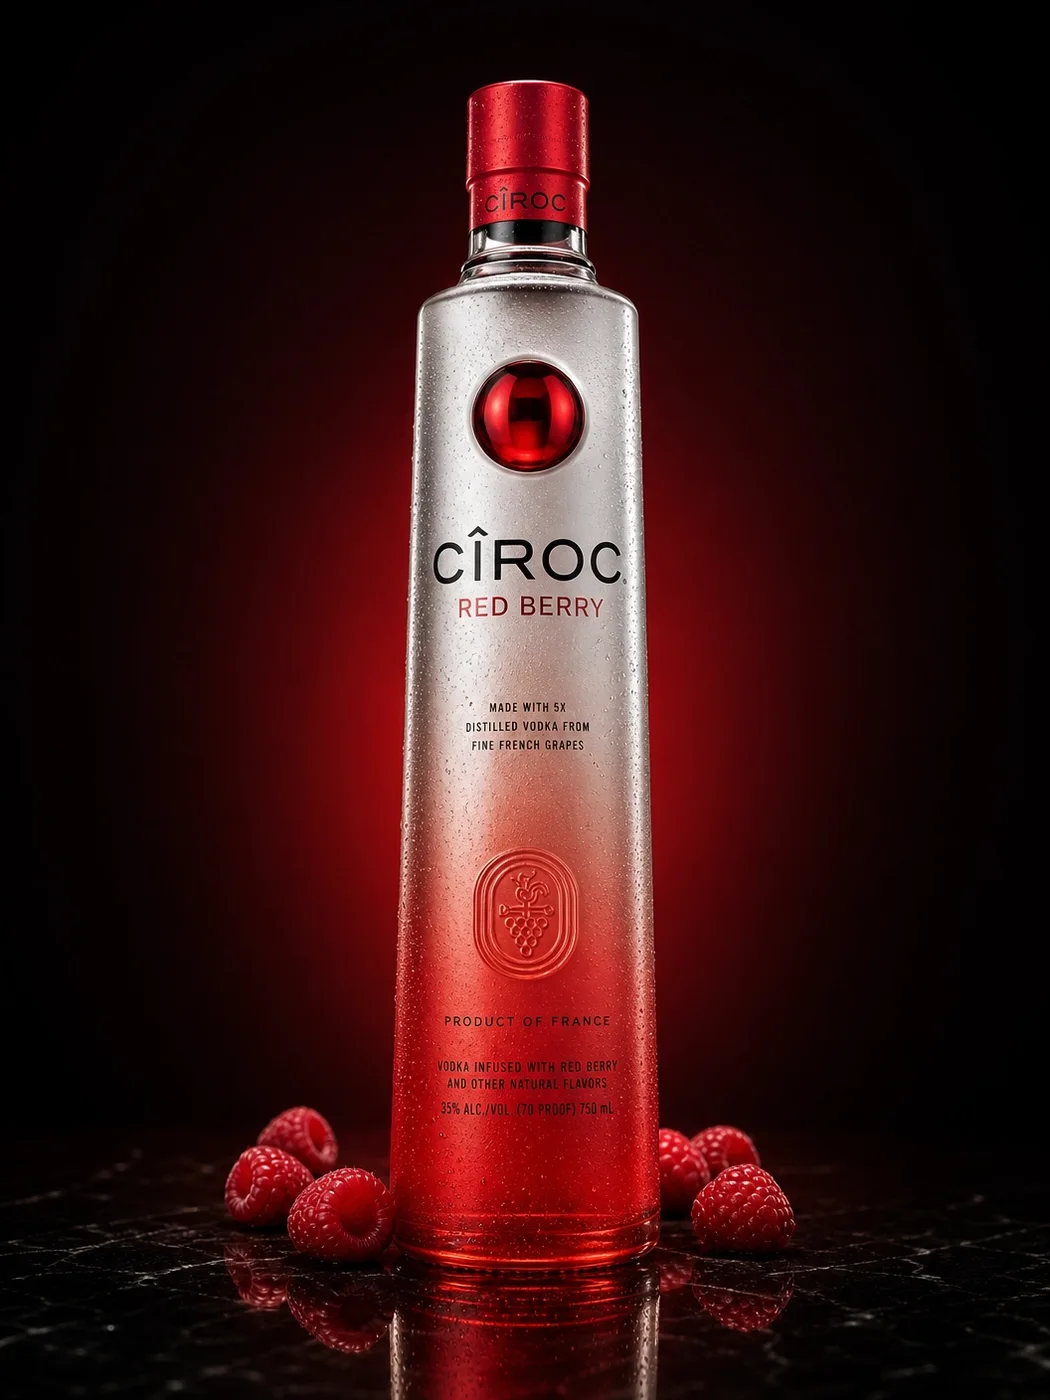 CÎROC
CÎROC
RED BERRY
MADE WITH 5X
DISTILLED VODKA FROM
FINE FRENCH GRAPES
PRODUCT OF FRANCE
VODKA INFUSED WITH RED BERRY
AND OTHER NATURAL FLAVORS
35% ALC./VOL. (70 PROOF) 750 mL